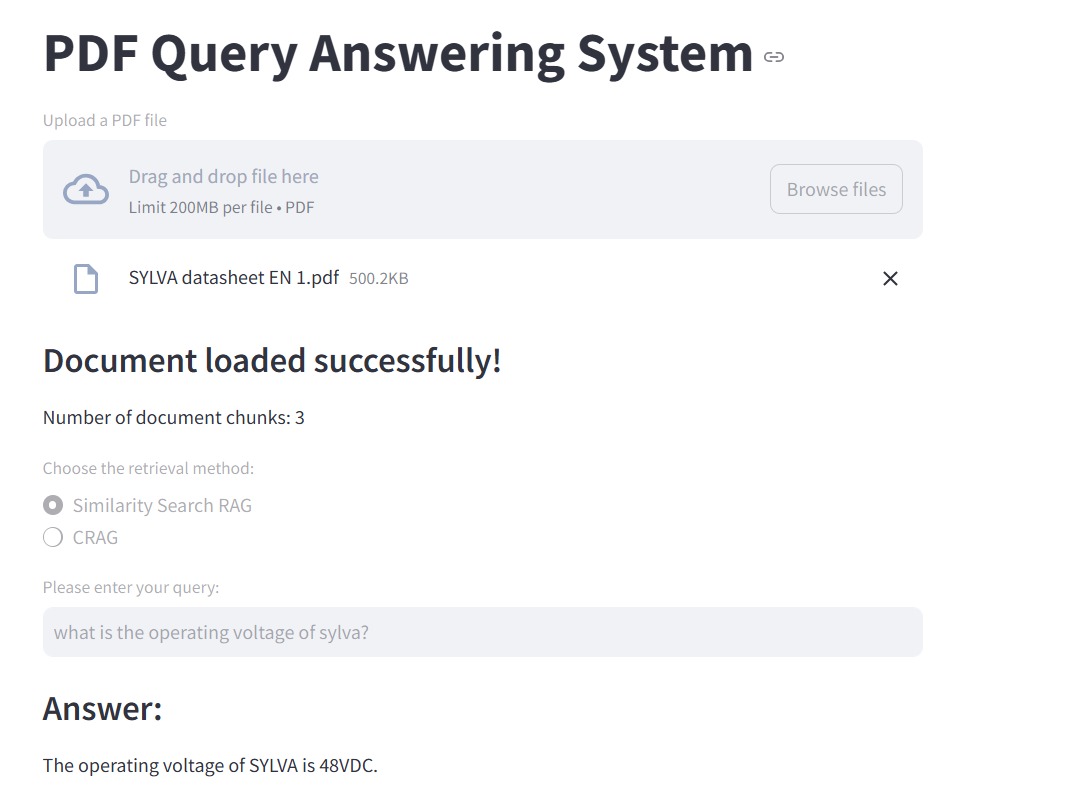 PDF Query Answering System
Upload a PDF file
Drag and drop file here
Limit 200MB per file • PDF
Browse files
SYLVA datasheet EN 1.pdf 500.2KB
Document loaded successfully!
Number of document chunks: 3
Choose the retrieval method:
Similarity Search RAG
CRAG
Please enter your query:
what is the operating voltage of sylva?
Answer:
The operating voltage of SYLVA is 48VDC.